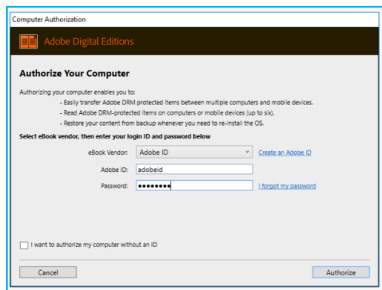 Computer Authorization
Adobe Digital Editions
Authorize Your Computer
Authorizing your computer enables you to:
- Easily transfer Adobe DRM protected items between multiple computers and mobile devices.
- Read Adobe DRM-protected items on computers or mobile devices (up to six).
- Restore your content from backup whenever you need to re-install the OS.
Select eBook vendor, then enter your login ID and password below
eBook Vendor: Adobe ID Create an Adobe ID
Adobe ID: adobeid
Password: ●●●●●●●● I forgot my password
I want to authorize my computer without an ID
Cancel Authorize